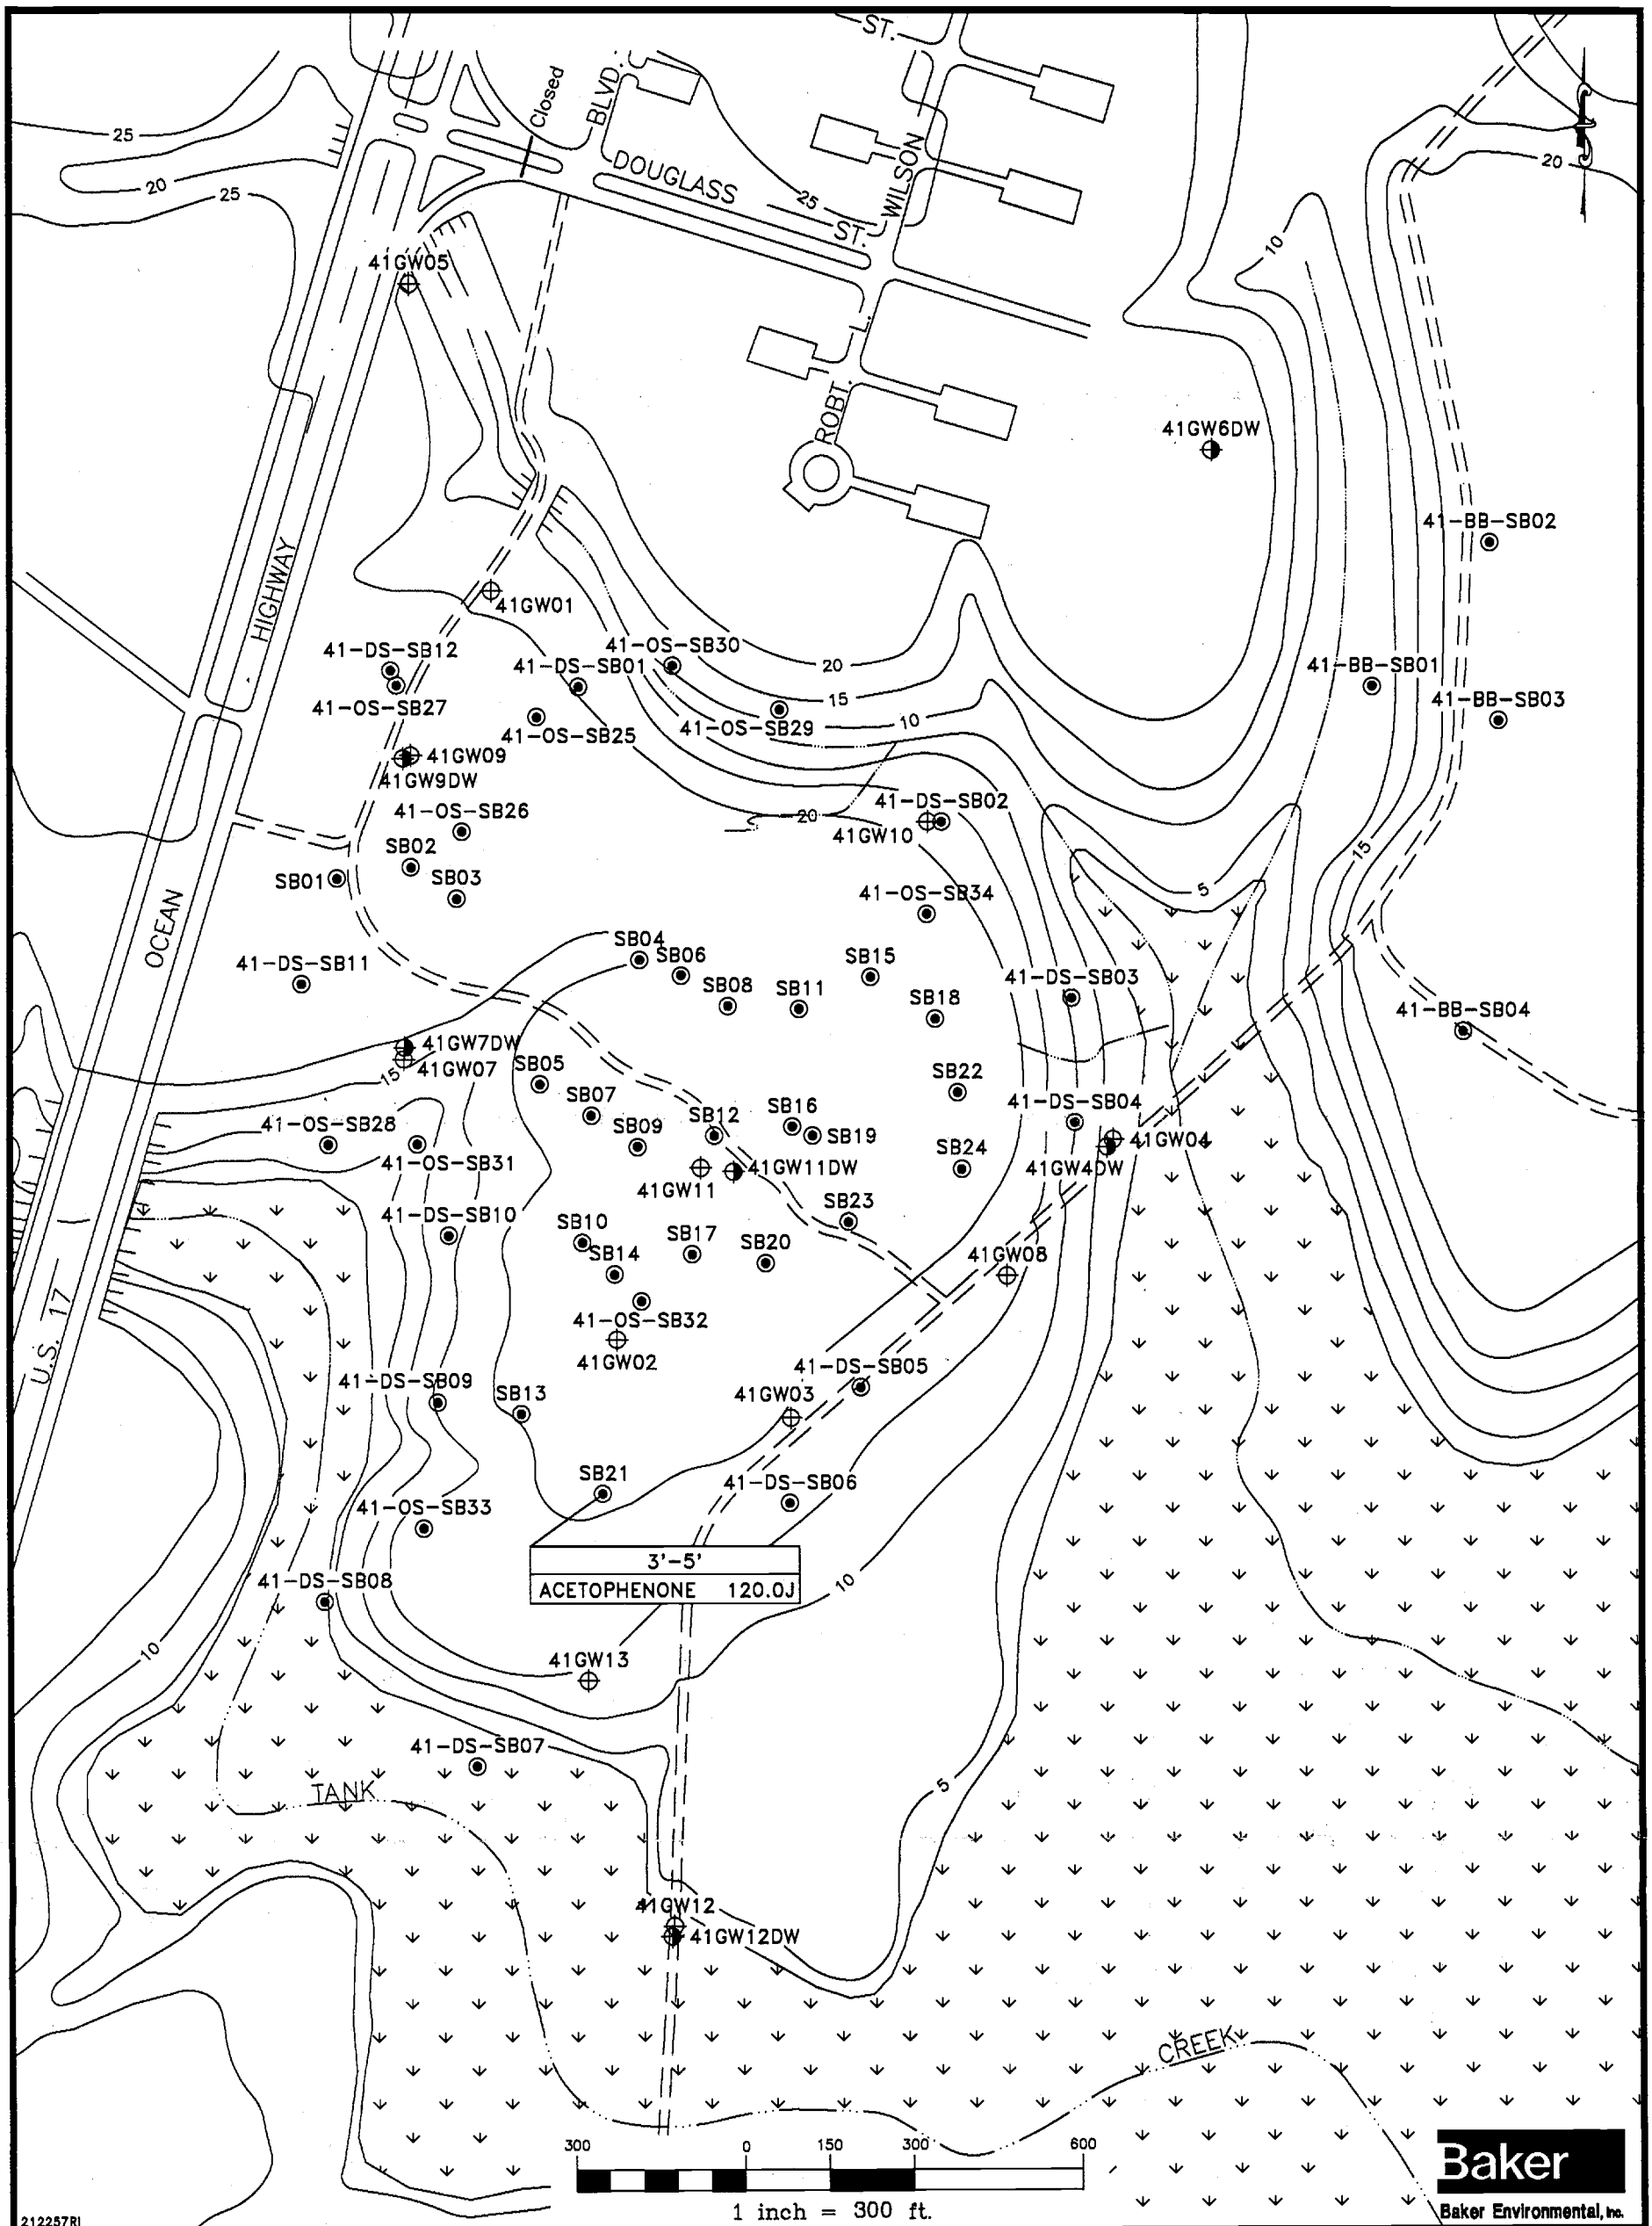 ST.
Closed
BLVD.
25
DOUGLASS
ST.
WILSON
25
20
20
25
10
41GW05
L.
ROBT.
41GW6DW
41-BB-SB02
HIGHWAY
41GW01
41-OS-SB30
41-DS-SB12
41-DS-SB01
20
41-BB-SB01
41-OS-SB27
15
41-BB-SB03
41-OS-SB29
10
41-OS-SB25
41GW09
41GW9DW
41-DS-SB02
41-OS-SB26
20
41GW10
SB02
15
SB01
SB03
5
41-OS-SB34
OCEAN
SB04
SB06
41-DS-SB11
SB15
41-DS-SB03
SB08
SB11
SB18
41-BB-SB04
41GW7DW
41GW07
15
SB05
SB22
SB07
SB16
41-DS-SB04
41-OS-SB28
SB09
SB12
SB19
41GW04
SB24
41-OS-SB31
41GW11DW
41GW4DW
41GW11
SB23
41-DS-SB10
SB10
SB17
SB20
SB14
41GW08
U.S. 17
41-OS-SB32
41GW02
41-DS-SB05
41-DS-SB09
SB13
41GW03
SB21
41-DS-SB06
41-OS-SB33
3'-5'
ACETOPHENONE 120.0J
41-DS-SB08
10
10
41GW13
41-DS-SB07
5
TANK
41GW12
41GW12DW
CREEK
300 0 150 300 600
1 inch = 300 ft.
Baker
Baker Environmental, Inc.
212257RI